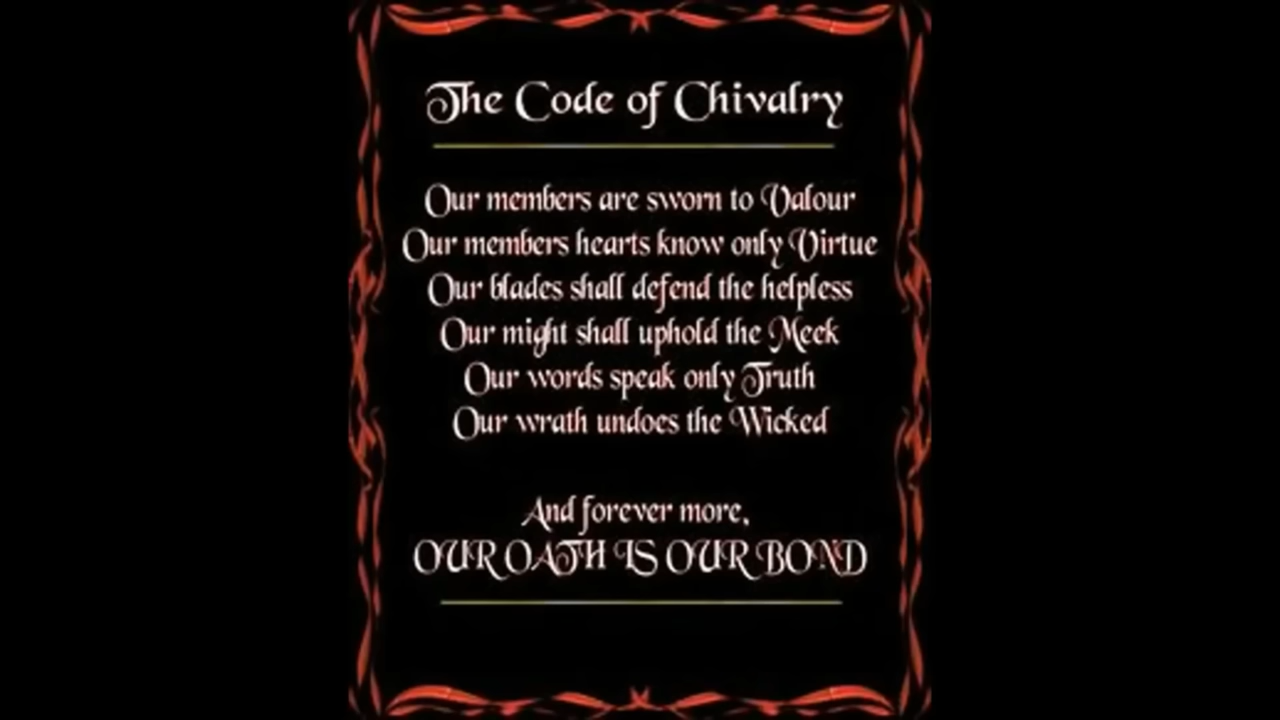 The Code of Chivalry
Our members are sworn to Valour
Our members hearts know only Virtue
Our blades shall defend the helpless
Our might shall uphold the Meek
Our words speak only Truth
Our wrath undoes the Wicked
And forever more,
OUR OATH IS OUR BOND